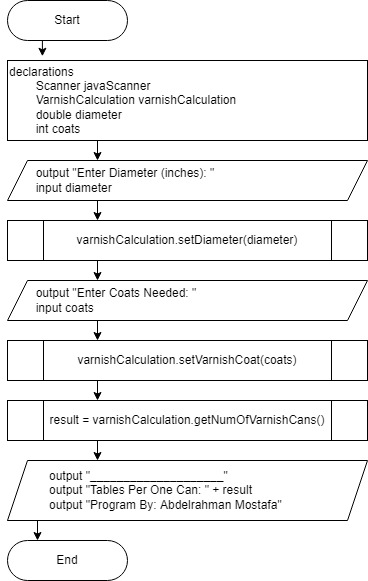 Start
declarations
Scanner javaScanner
VarnishCalculation varnishCalculation
double diameter
int coats
output "Enter Diameter (inches): "
input diameter
varnishCalculation.setDiameter(diameter)
output "Enter Coats Needed: "
input coats
varnishCalculation.setVarnishCoat(coats)
result = varnishCalculation.getNumOfVarnishCans()
output "____________________"
output "Tables Per One Can: " + result
output "Program By: Abdelrahman Mostafa"
End